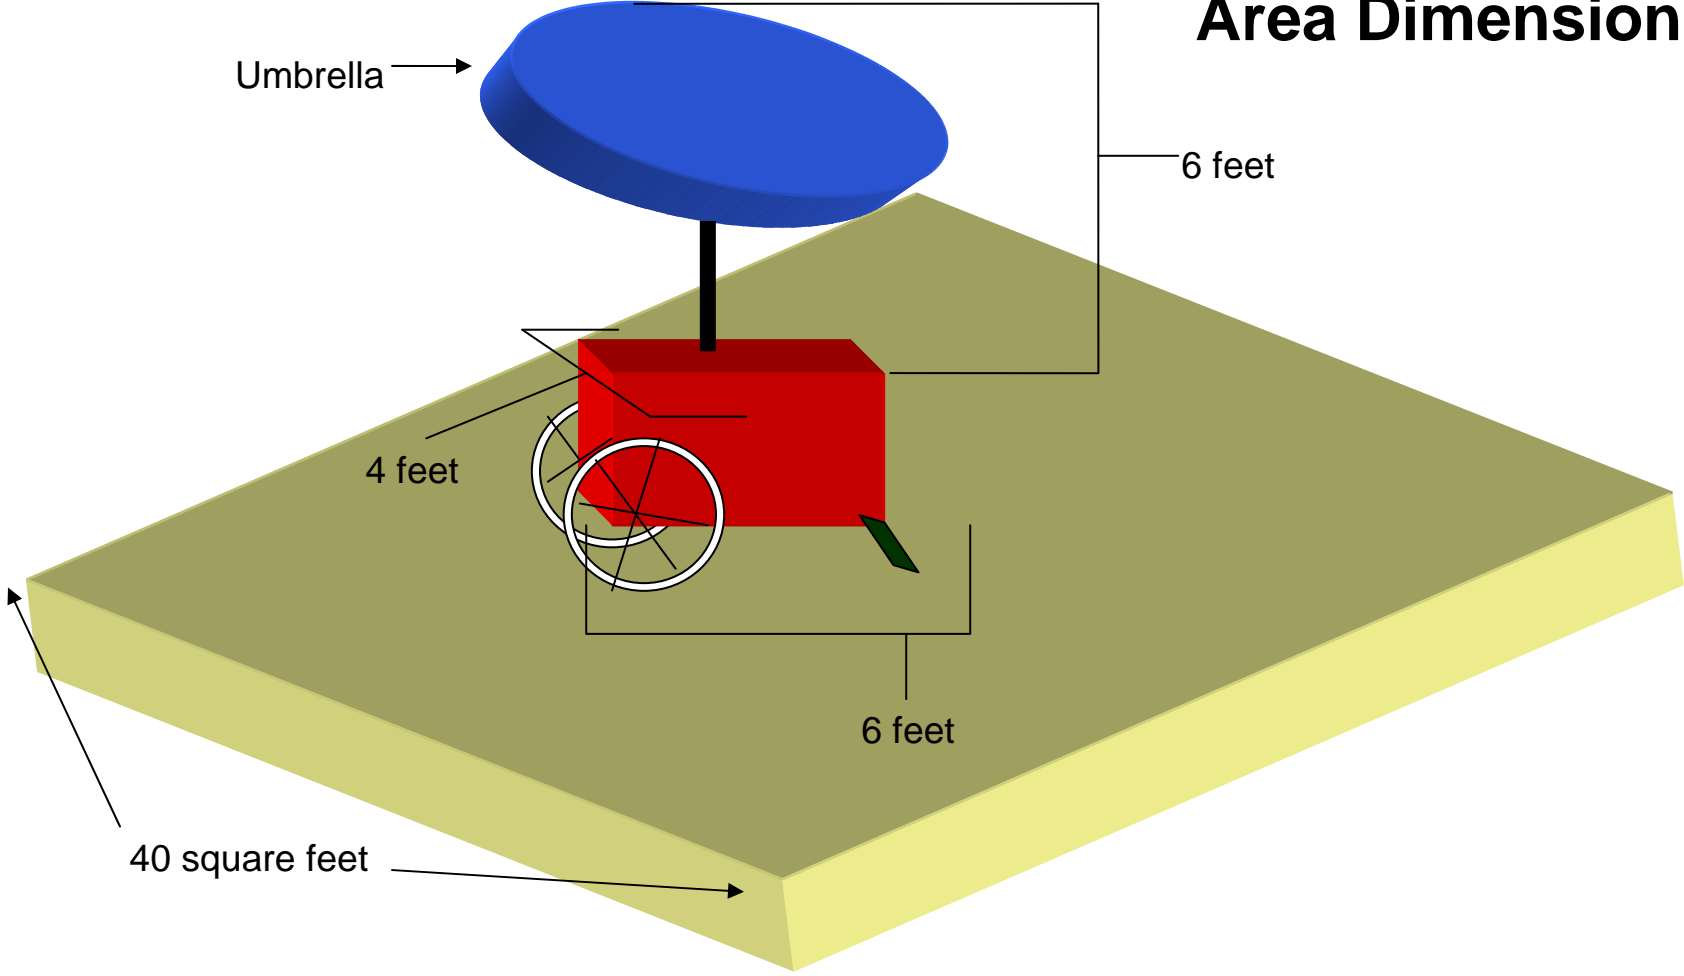 Area Dimension
Umbrella
6 feet
4 feet
6 feet
40 square feet